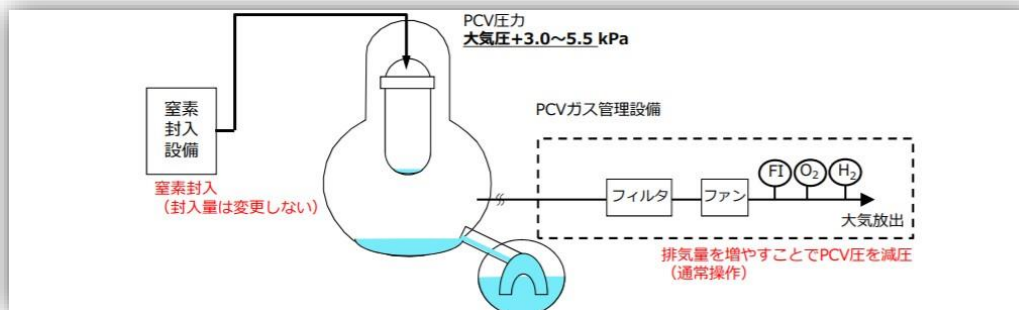 PCV圧力
大気圧+3.0～5.5 kPa
窒素
封入
設備
窒素封入
（封入量は変更しない）
PCVガス管理設備
フィルタ
ファン
FI
O₂
H₂
大気放出
排気量を増やすことでPCV圧を減圧
（通常操作）